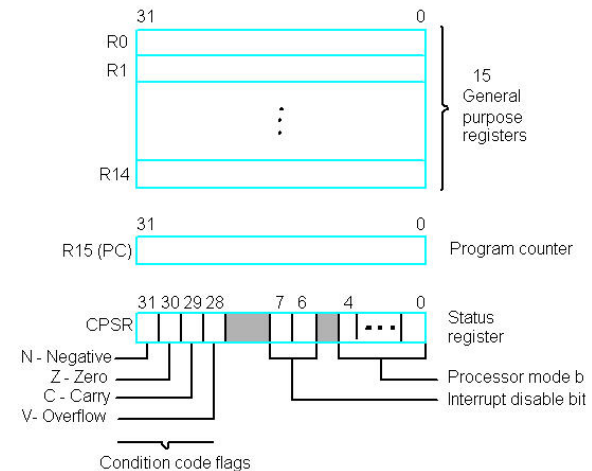 31 0
R0
R1
15
General
purpose
registers
R14
31 0
R15 (PC)
Program counter
31 30 29 28 7 6 4 0
CPSR
Status
register
N - Negative
Z - Zero
C - Carry
V- Overflow
Processor mode b
Interrupt disable bit
Condition code flags